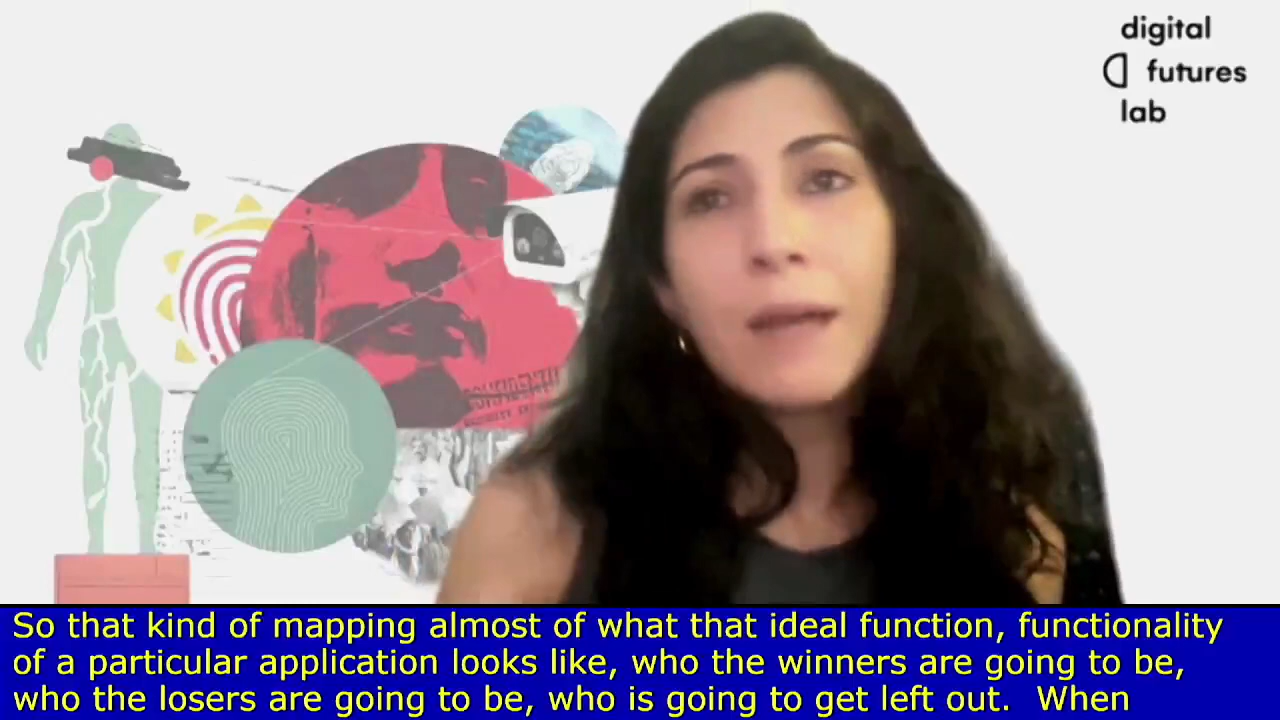 digital
futures
lab
So that kind of mapping almost of what that ideal function, functionality
of a particular application looks like, who the winners are going to be,
who the losers are going to be, who is going to get left out.  When